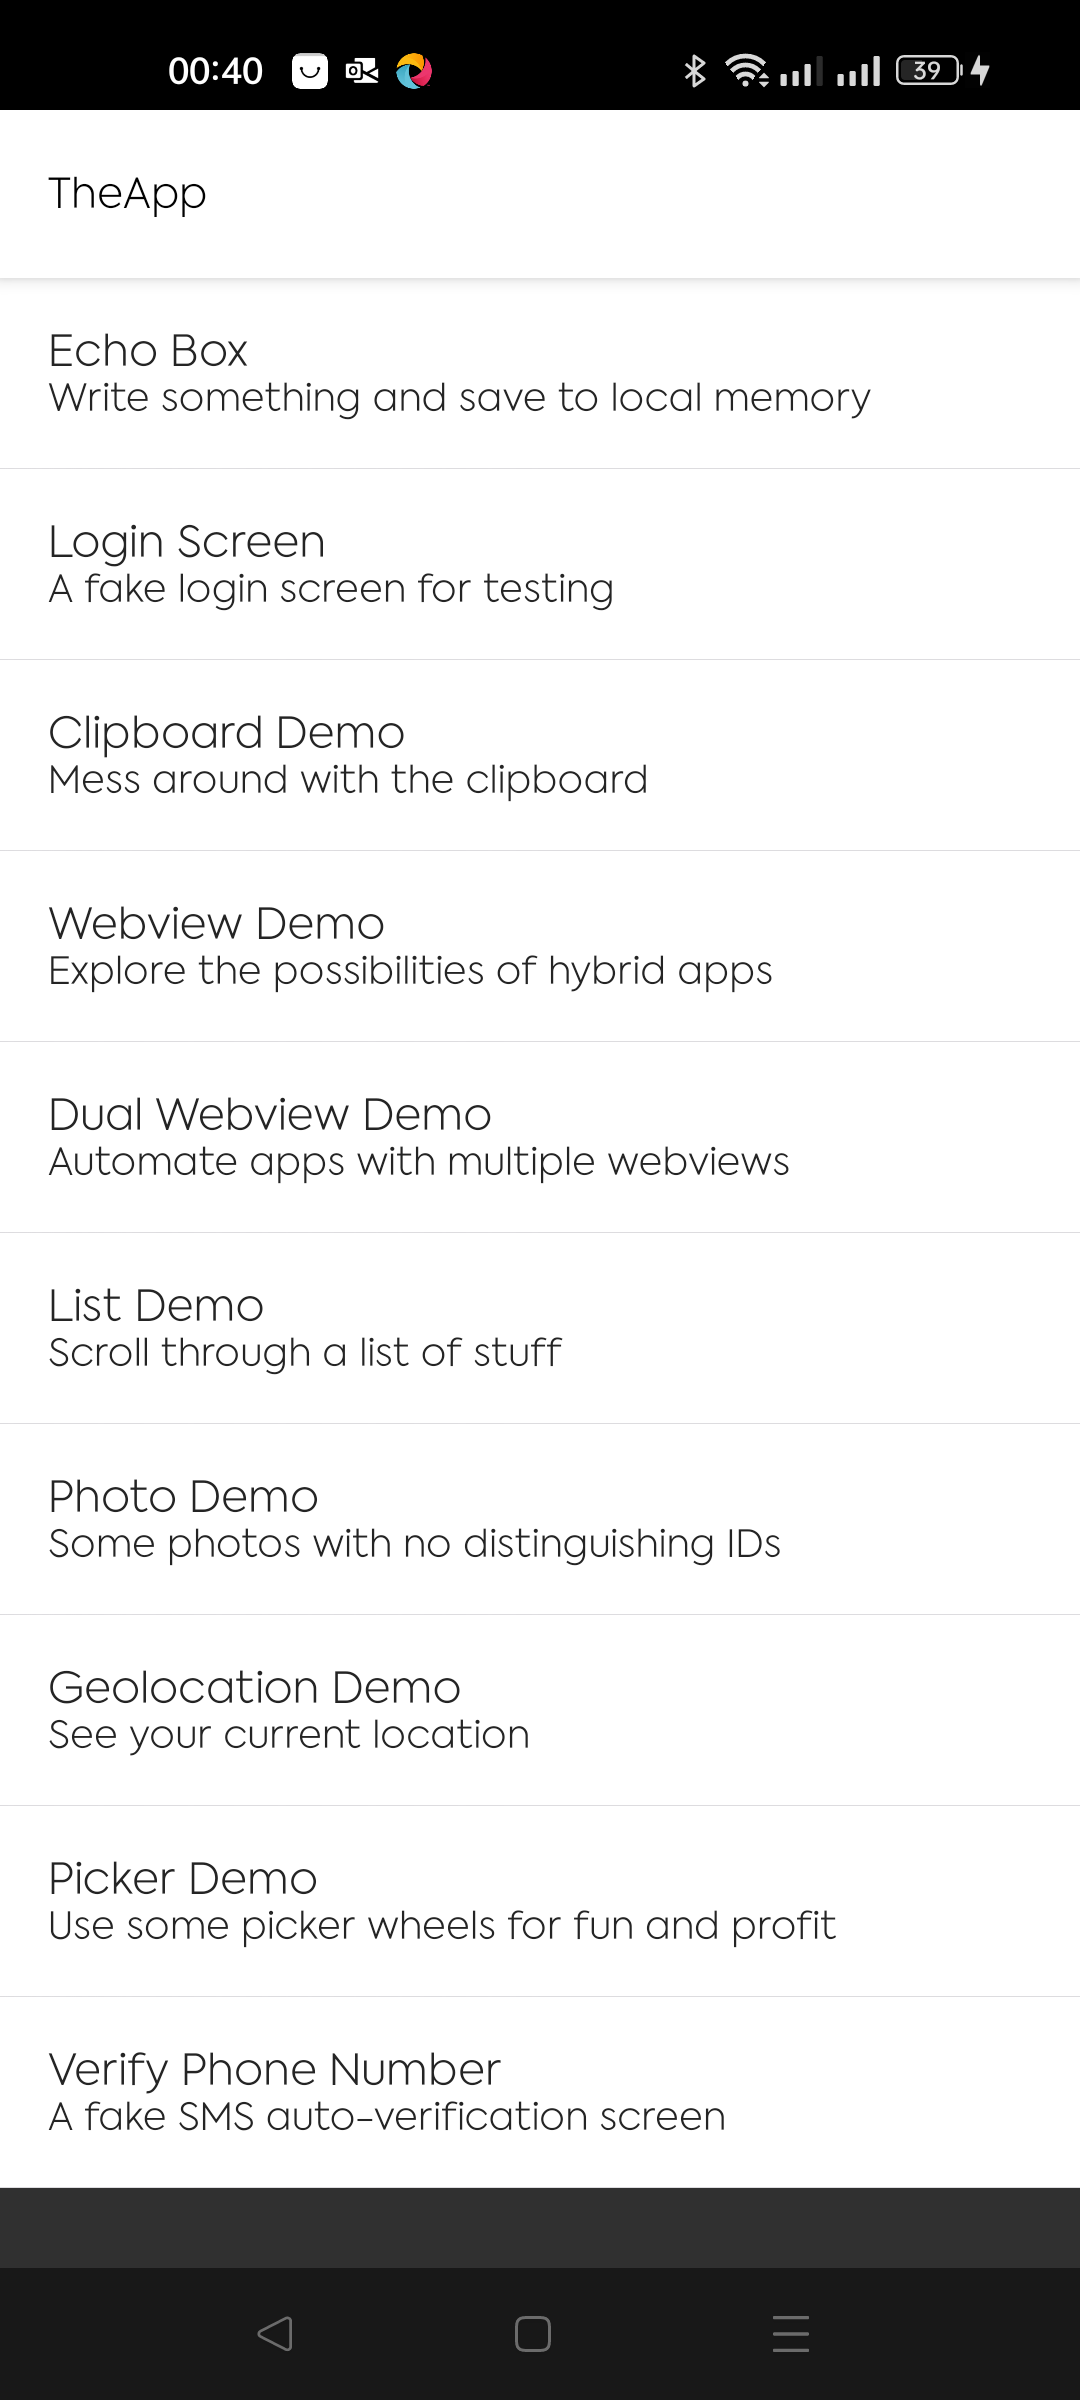 00:40
39
TheApp
Echo Box
Write something and save to local memory
Login Screen
A fake login screen for testing
Clipboard Demo
Mess around with the clipboard
Webview Demo
Explore the possibilities of hybrid apps
Dual Webview Demo
Automate apps with multiple webviews
List Demo
Scroll through a list of stuff
Photo Demo
Some photos with no distinguishing IDs
Geolocation Demo
See your current location
Picker Demo
Use some picker wheels for fun and profit
Verify Phone Number
A fake SMS auto-verification screen